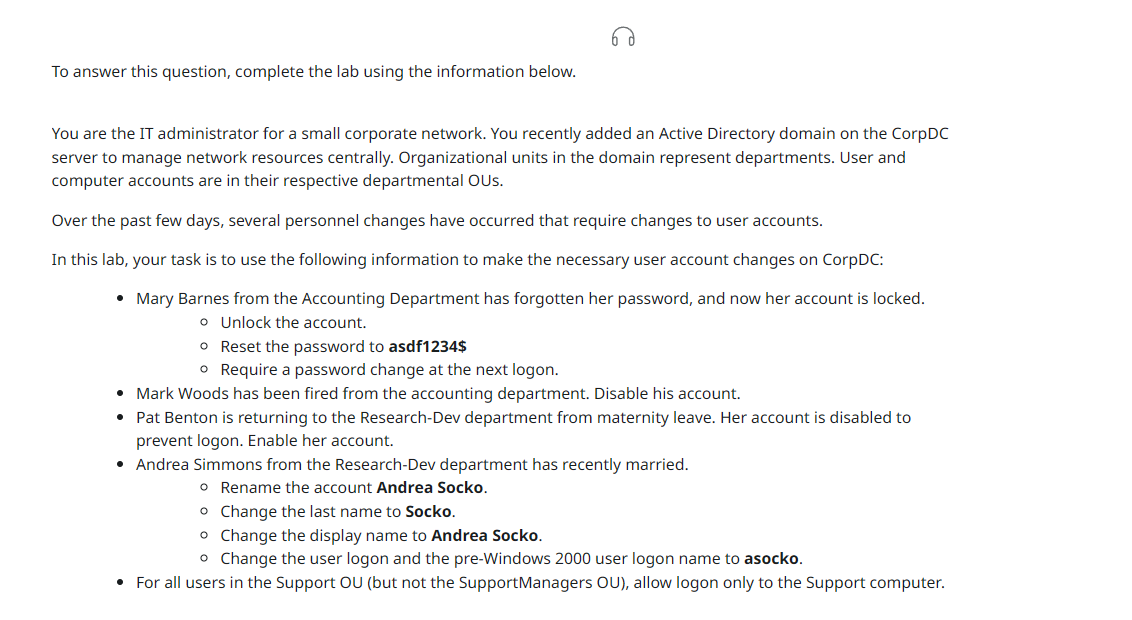 To answer this question, complete the lab using the information below.
You are the IT administrator for a small corporate network. You recently added an Active Directory domain on the CorpDC
server to manage network resources centrally. Organizational units in the domain represent departments. User and
computer accounts are in their respective departmental OUs.
Over the past few days, several personnel changes have occurred that require changes to user accounts.
In this lab, your task is to use the following information to make the necessary user account changes on CorpDC:
• Mary Barnes from the Accounting Department has forgotten her password, and now her account is locked.
○ Unlock the account.
○ Reset the password to asdf1234$
○ Require a password change at the next logon.
• Mark Woods has been fired from the accounting department. Disable his account.
• Pat Benton is returning to the Research-Dev department from maternity leave. Her account is disabled to
prevent logon. Enable her account.
• Andrea Simmons from the Research-Dev department has recently married.
○ Rename the account Andrea Socko.
○ Change the last name to Socko.
○ Change the display name to Andrea Socko.
○ Change the user logon and the pre-Windows 2000 user logon name to asocko.
• For all users in the Support OU (but not the SupportManagers OU), allow logon only to the Support computer.